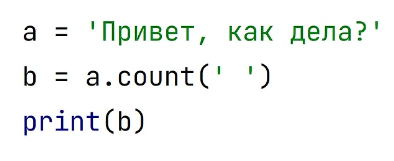 a = 'Привет, как дела?'
b = a.count(' ')
print(b)